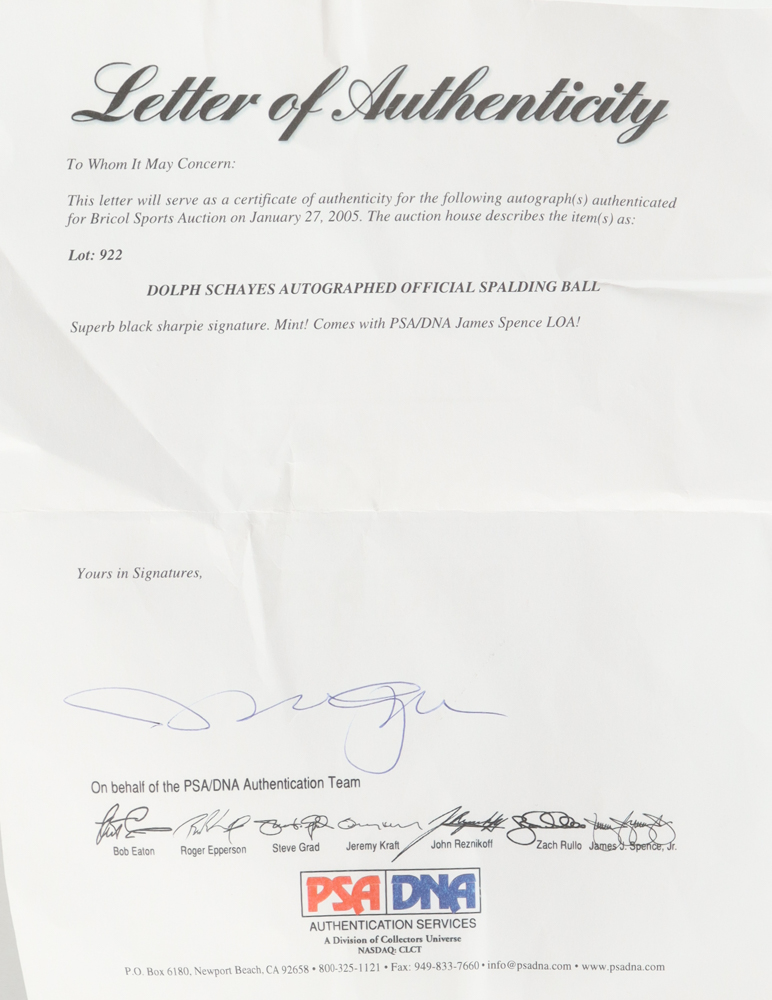 Letter of Authenticity
To Whom It May Concern:
This letter will serve as a certificate of authenticity for the following autograph(s) authenticated
for Bricol Sports Auction on January 27, 2005. The auction house describes the item(s) as:
Lot: 922
DOLPH SCHAYES AUTOGRAPHED OFFICIAL SPALDING BALL
Superb black sharpie signature. Mint! Comes with PSA/DNA James Spence LOA!
Yours in Signatures,
On behalf of the PSA/DNA Authentication Team
Bob Eaton Roger Epperson Steve Grad Jeremy Kraft John Reznikoff Zach Rullo James J. Spence, Jr.
PSA DNA
AUTHENTICATION SERVICES
A Division of Collectors Universe
NASDAQ: CLCT
P.O. Box 6180, Newport Beach, CA 92658 • 800-325-1121 • Fax: 949-833-7660 • info@psadna.com • www.psadna.com